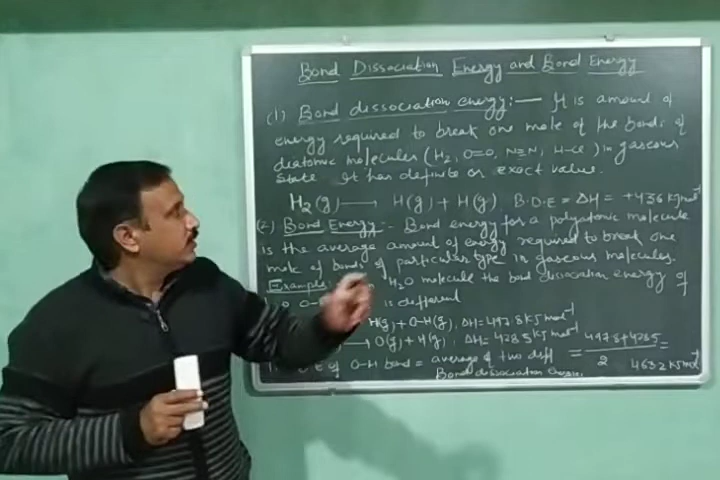 Bond Dissociation Energy and Bond Energy
(1) Bond dissociation energy:— It is amount of
energy required to break one mole of the bonds of
diatomic molecules (H2, O=O, N≡N, H-Cl) in gaseous
state. It has definite or exact value.
H2(g) ⟶ H(g) + H(g) B.D.E = ΔH = +436 KJmol⁻¹
(2) Bond Energy:- Bond energy for a polyatomic molecule
is the average amount of energy required to break one
mole of bonds of particular type in gaseous molecules.
Example: H2O molecule the bond dissociation energy of
O- is different
H(g) + O-H(g), ΔH= 497.8 KJ mol⁻¹
⟶ O(g) + H(g), ΔH= 428.5 KJ mol⁻¹
of O-H bond = average of two diff = 497.8+428.5 / 2 =
Bond dissociation 463.2 KJ mol⁻¹